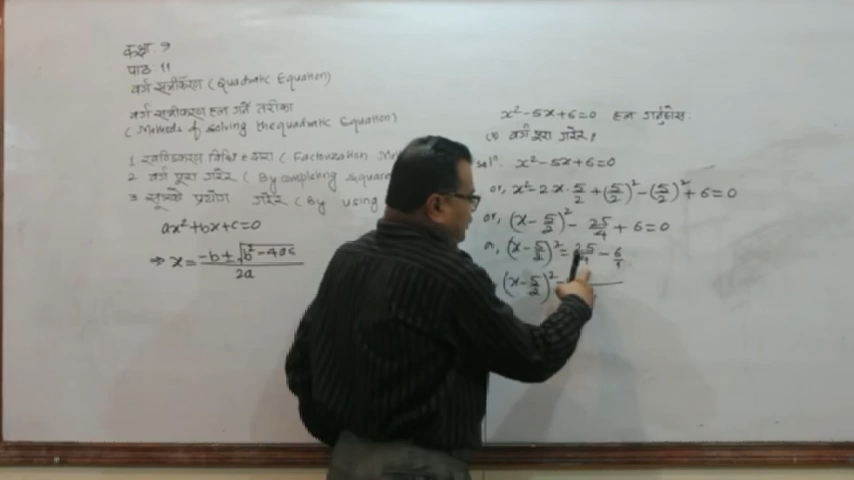 कक्षा. 9
पाठ. 11
वर्ग समीकरण (Quadratic Equation)
वर्ग समीकरण हल गर्ने तरीका
(Methods of solving the quadratic Equation)
1 खण्डिकरण विधि द्वारा (Factorization
2 वर्ग पूरा गरेर (By completing square
3 सूत्रको प्रयोग गरेर (By using
ax²+bx+c=0
⇒ x = (-b ± √(b²-4ac))/2a
x²-5x+6=0 हल गर्नुहोस.
वर्ग पूरा गरेर,
solⁿ. x²-5x+6=0
or, x²-2x·5/2+(5/2)²-(5/2)²+6=0
or, (x-5/2)²-25/4+6=0
or, (x-5/2)²=25/4-6/1
(x-5/2)²